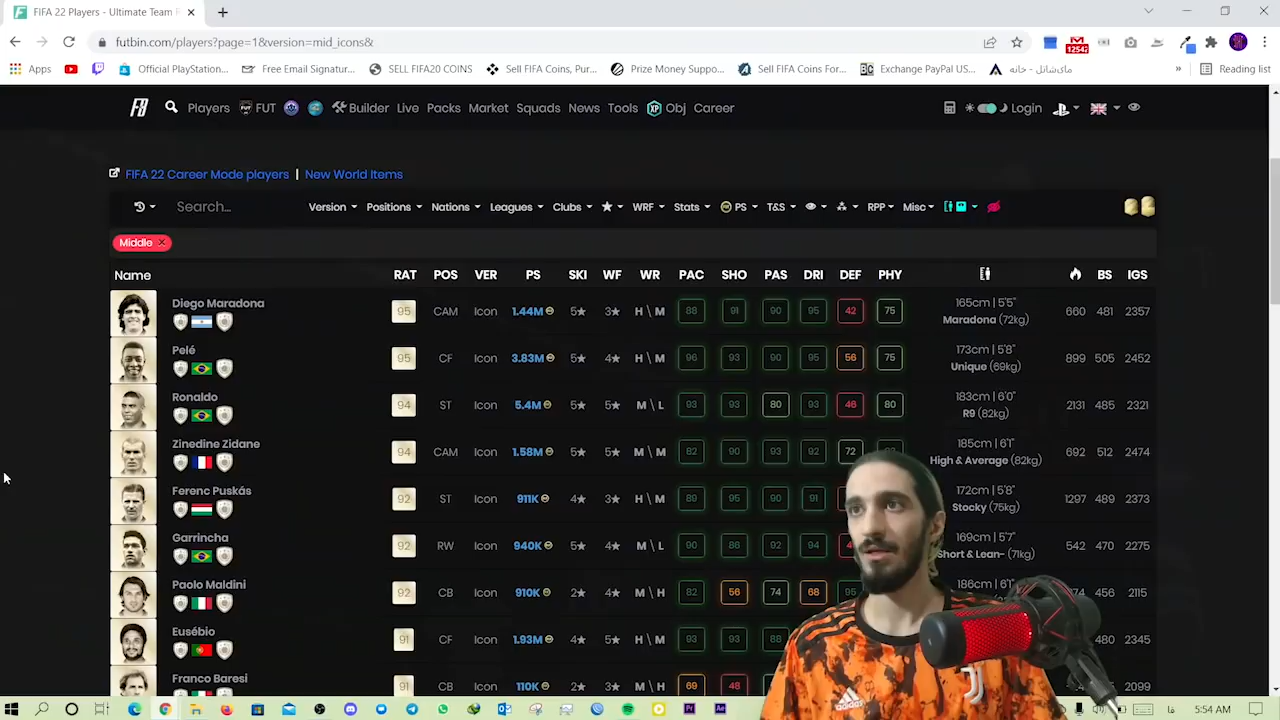 FIFA 22 Players - Ultimate Team
futbin.com/players?page=1&version=mid_icons&
12541
Apps Official PlayStation... Free Email Signatur... SELL FIFA20 COINS Sell FIFA Coins, Pur... Prize Money Suppo... Sell FIFA Coinity... Exchange PayPal US... مای‌شاتل - خانه » Reading list
Players FUT Builder Live Packs Market Squads News Tools Obj Career Login
FIFA 22 Career Mode players | New World Items
Search... Version Positions Nations Leagues Clubs WRF Stats PS T&S RPP Misc
Middle X
Name RAT POS VER PS SKI WF WR PAC SHO PAS DRI DEF PHY BS IGS
Diego Maradona 95 CAM Icon 1.44M 5★ 3★ H \ M 88 91 90 95 42 75 165cm | 5'5" Maradona (72kg) 660 481 2357
Pelé 95 CF Icon 3.83M 5★ 4★ H \ M 96 93 90 95 56 75 173cm | 5'8" Unique (69kg) 899 505 2452
Ronaldo 94 ST Icon 5.4M 5★ 5★ M \ L 93 93 80 93 46 80 183cm | 6'0" R9 (82kg) 2131 485 2321
Zinedine Zidane 94 CAM Icon 1.58M 5★ 5★ M \ M 82 90 93 92 72 185cm | 6'1" High & Average (82kg) 692 512 2474
Ferenc Puskás 92 ST Icon 911K 4★ 3★ H \ M 89 95 90 91 172cm | 5'8" Stocky (75kg) 1297 489 2373
Garrincha 92 RW Icon 940K 5★ 4★ M \ L 90 86 92 94 169cm | 5'7" Short & Lean- (71kg) 542 470 2275
Paolo Maldini 92 CB Icon 910K 2★ 4★ M \ H 82 56 74 68 95 186cm | 6'1" 456 2115
Eusébio 91 CF Icon 1.93M 4★ 4★ H \ M 93 93 88 480 2345
Franco Baresi 91 CB Icon 110K 2★ 3★ M \ H 69 48 2099
5:54 AM